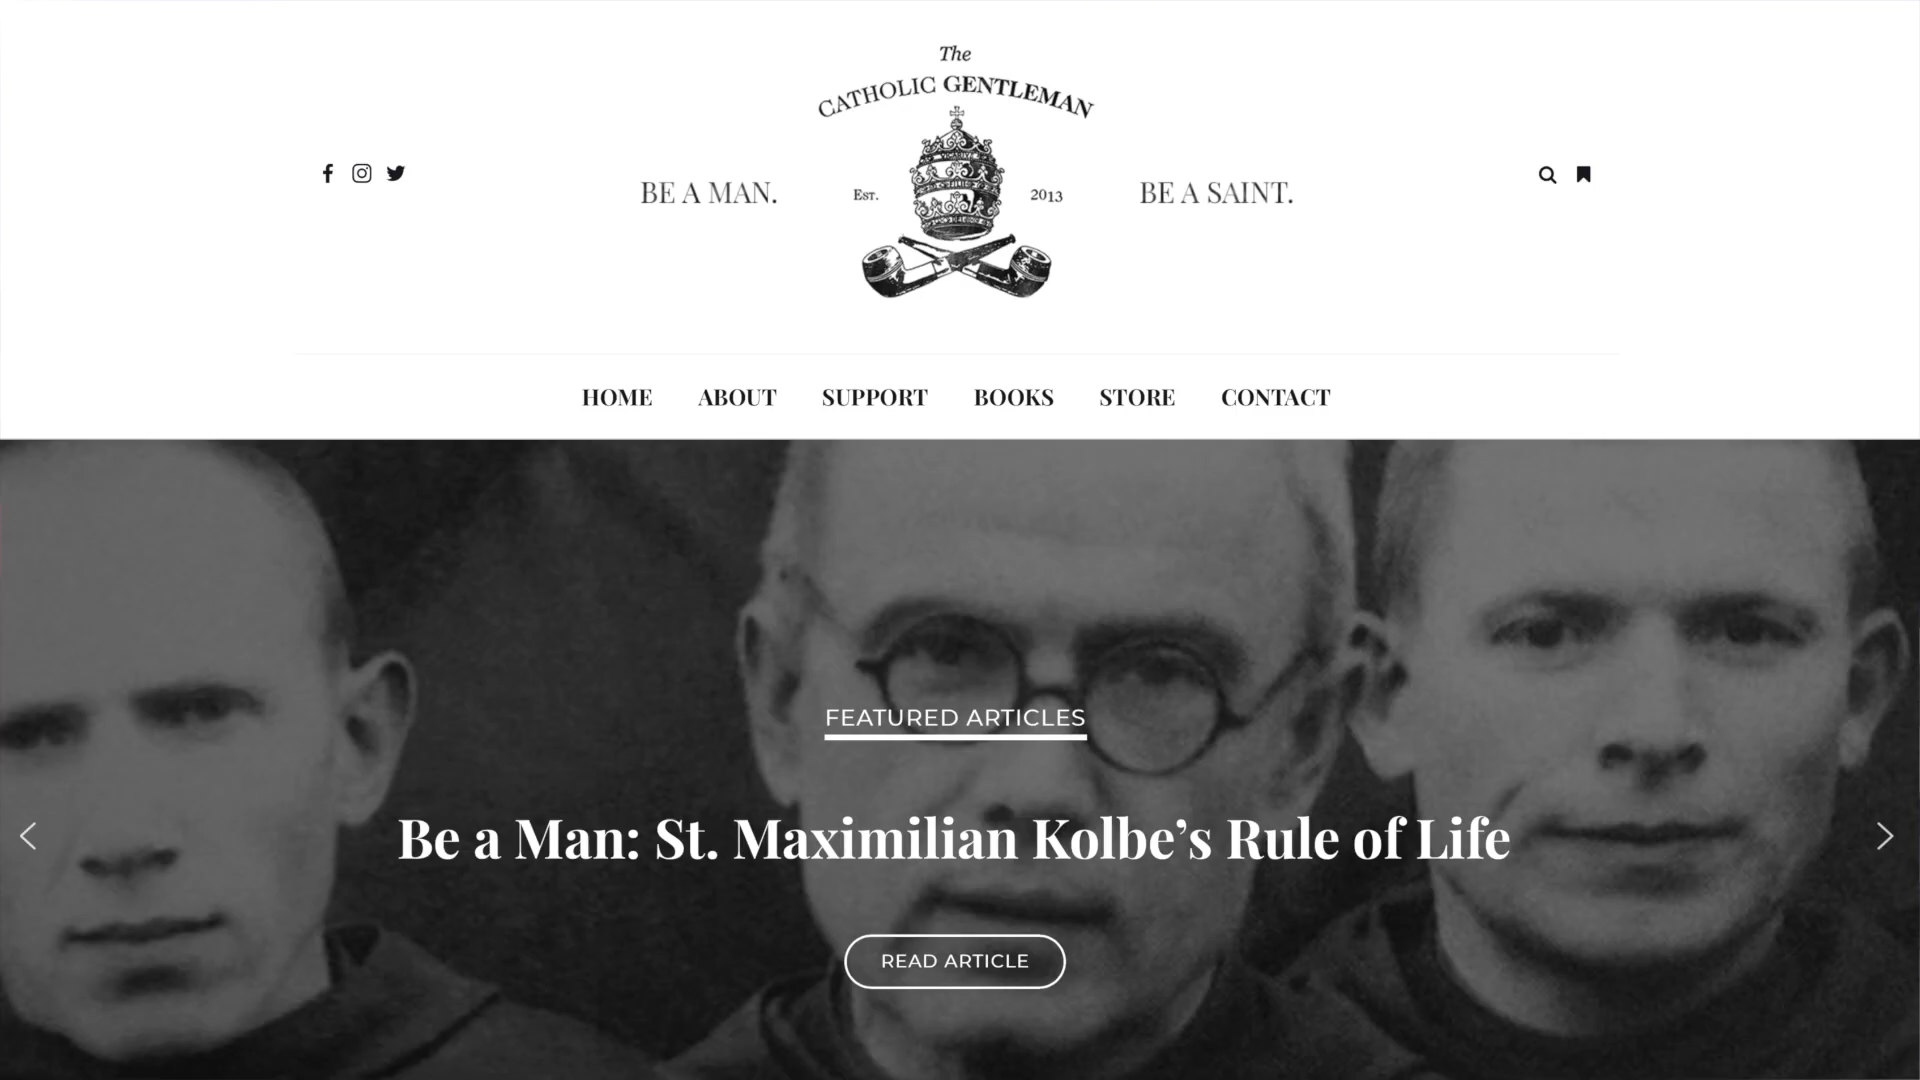 The
CATHOLIC GENTLEMAN
BE A MAN.
EST.
2013
BE A SAINT.
HOME ABOUT SUPPORT BOOKS STORE CONTACT
FEATURED ARTICLES
Be a Man: St. Maximilian Kolbe’s Rule of Life
READ ARTICLE